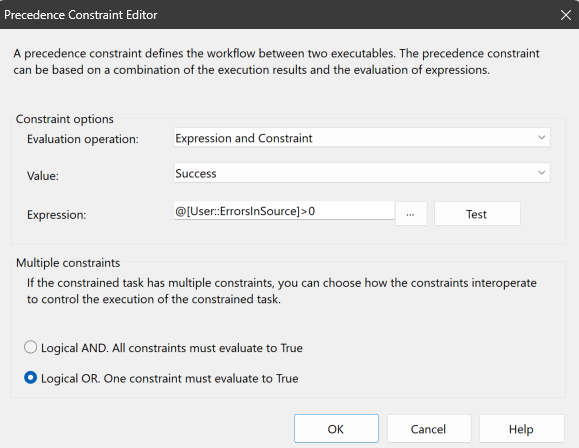 Precedence Constraint Editor
A precedence constraint defines the workflow between two executables. The precedence constraint
can be based on a combination of the execution results and the evaluation of expressions.
Constraint options
Evaluation operation: Expression and Constraint
Value: Success
Expression: @[User::ErrorsInSource]>0 ... Test
Multiple constraints
If the constrained task has multiple constraints, you can choose how the constraints interoperate
to control the execution of the constrained task.
Logical AND. All constraints must evaluate to True
Logical OR. One constraint must evaluate to True
OK Cancel Help